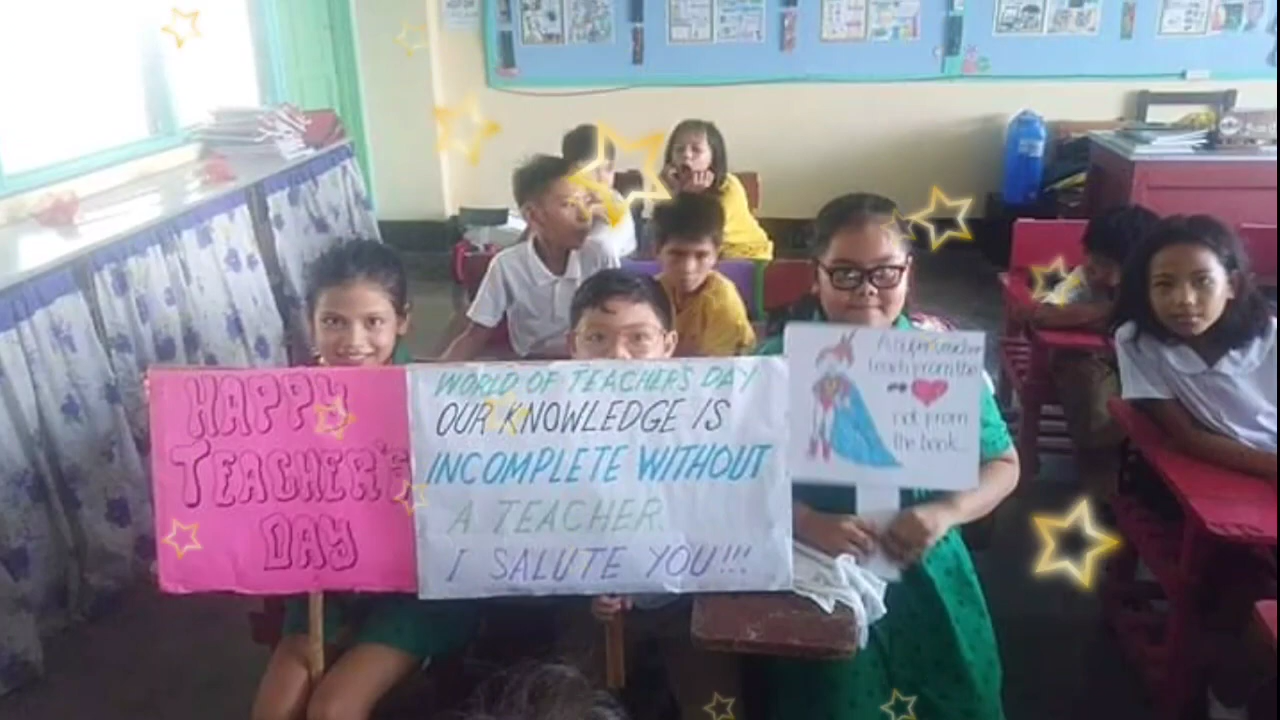 HAPPY
TEACHER'S
DAY
WORLD OF TEACHER'S DAY
OUR KNOWLEDGE IS
INCOMPLETE WITHOUT
A TEACHER
I SALUTE YOU!!!
A super teacher
teach from the
not from
the book...